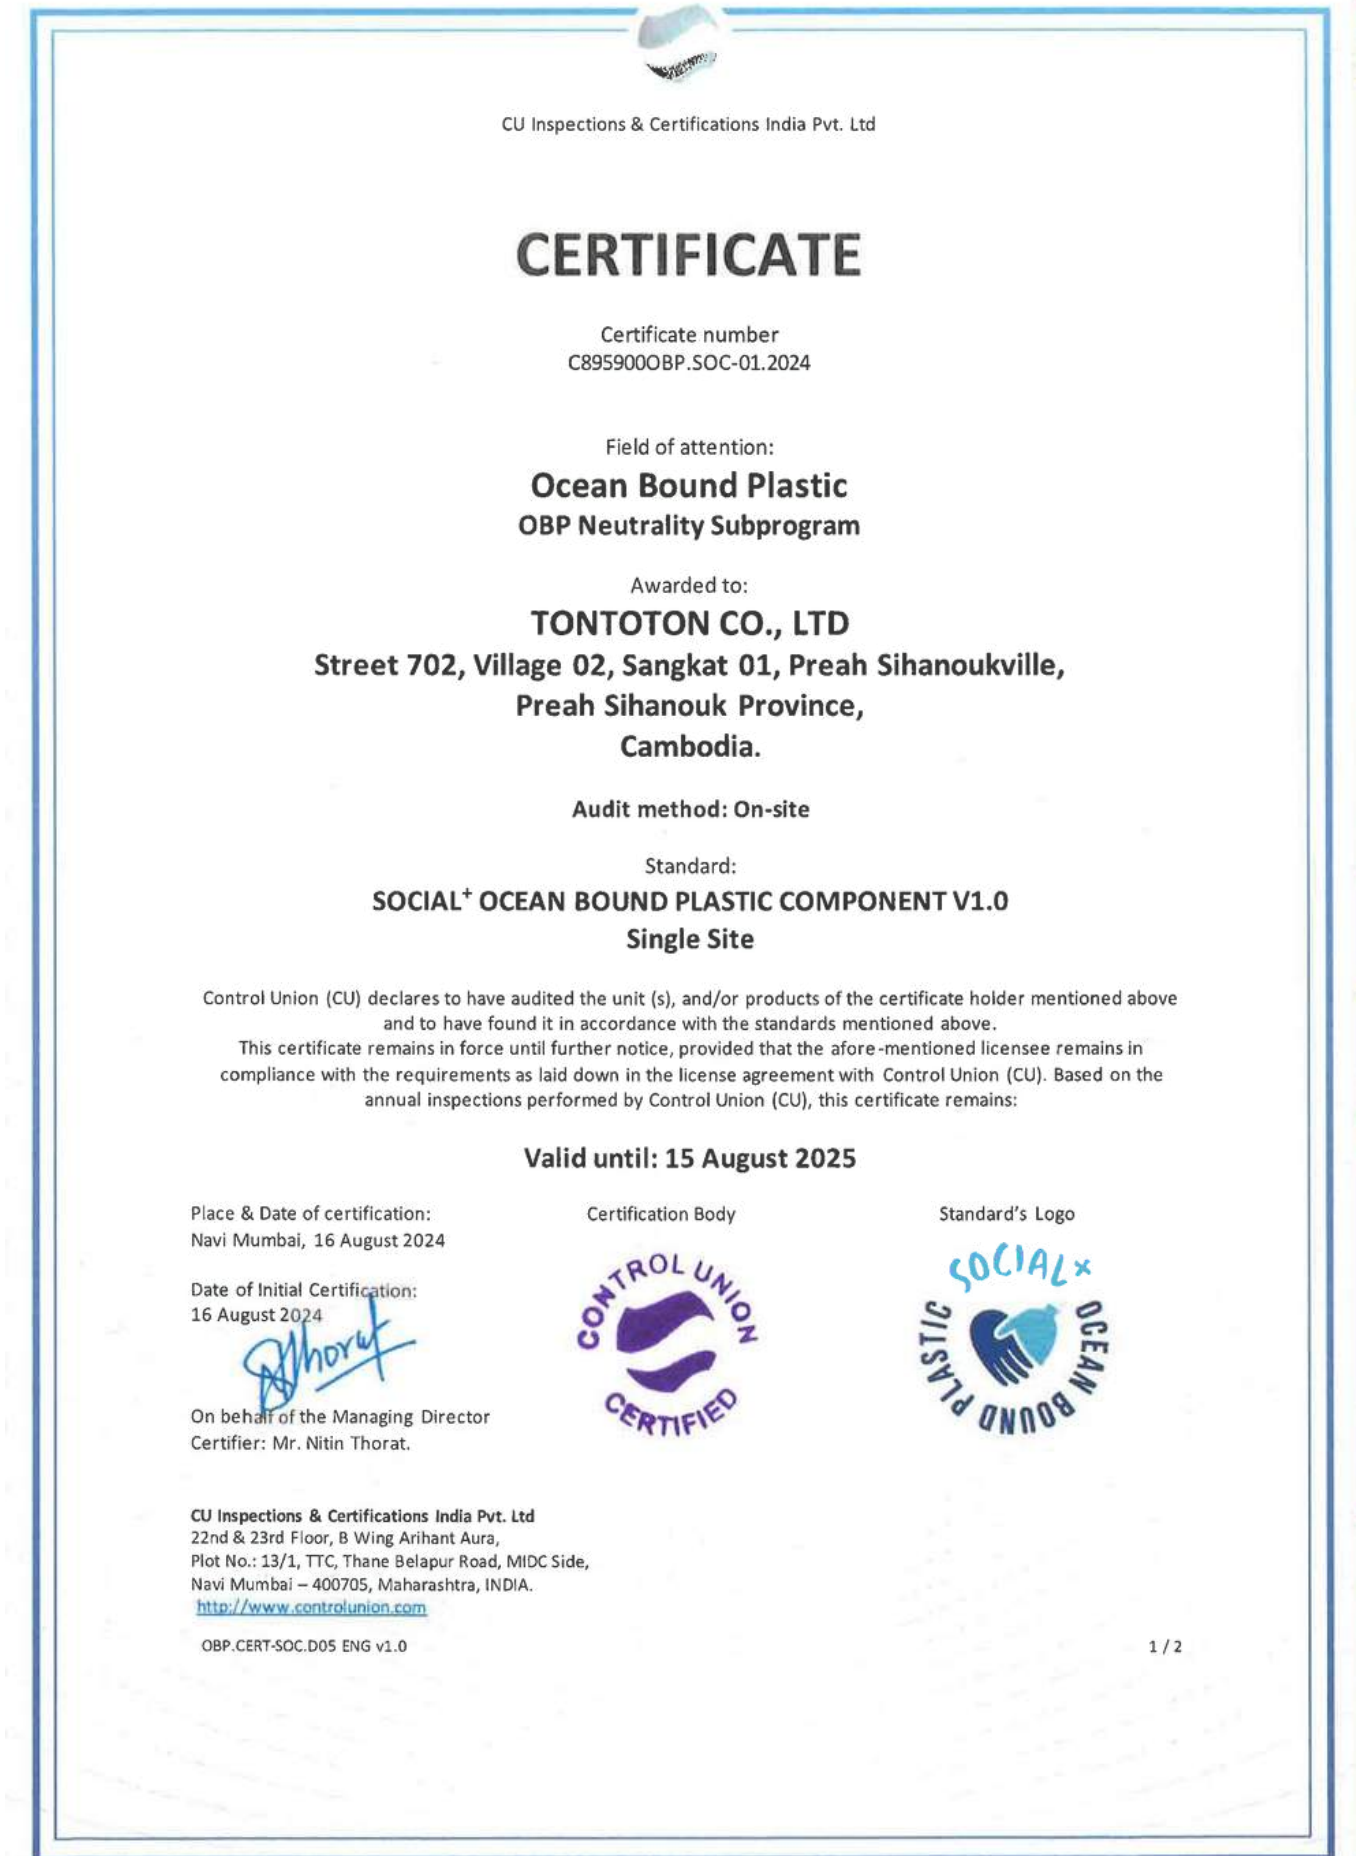 CU Inspections & Certifications India Pvt. Ltd
CERTIFICATE
Certificate number
C895900OBP.SOC-01.2024
Field of attention:
Ocean Bound Plastic
OBP Neutrality Subprogram
Awarded to:
TONTOTON CO., LTD
Street 702, Village 02, Sangkat 01, Preah Sihanoukville,
Preah Sihanouk Province,
Cambodia.
Audit method: On-site
Standard:
SOCIAL+ OCEAN BOUND PLASTIC COMPONENT V1.0
Single Site
Control Union (CU) declares to have audited the unit (s), and/or products of the certificate holder mentioned above
and to have found it in accordance with the standards mentioned above.
This certificate remains in force until further notice, provided that the afore-mentioned licensee remains in
compliance with the requirements as laid down in the license agreement with Control Union (CU). Based on the
annual inspections performed by Control Union (CU), this certificate remains:
Valid until: 15 August 2025
Place & Date of certification:
Navi Mumbai, 16 August 2024
Date of Initial Certification:
16 August 2024
AThorat
On behalf of the Managing Director
Certifier: Mr. Nitin Thorat.
Certification Body
CONTROL UNION
CERTIFIED
Standard's Logo
SOCIAL+
OCEAN BOUND PLASTIC
CU Inspections & Certifications India Pvt. Ltd
22nd & 23rd Floor, B Wing Arihant Aura,
Plot No.: 13/1, TTC, Thane Belapur Road, MIDC Side,
Navi Mumbai – 400705, Maharashtra, INDIA.
http://www.controlunion.com
OBP.CERT-SOC.D05 ENG v1.0
1 / 2